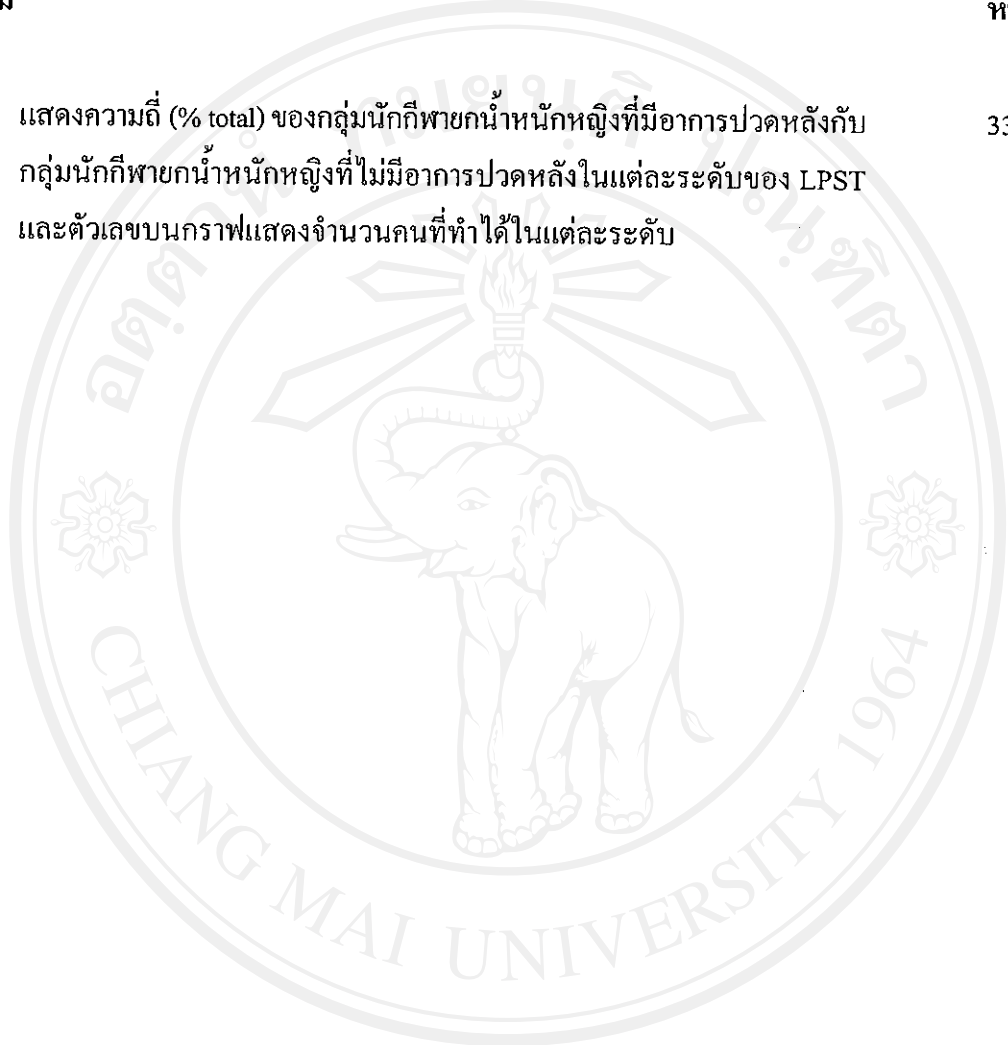 แสดงความถี่ (% total) ของกลุ่มนักกีฬายกน้ำหนักหญิงที่มีอาการปวดหลังกับ 33
กลุ่มนักกีฬายกน้ำหนักหญิงที่ไม่มีอาการปวดหลังในแต่ละระดับของ LPST
และตัวเลขบนกราฟแสดงจำนวนคนที่ทำได้ในแต่ละระดับ
CHIANG MAI UNIVERSITY 1964